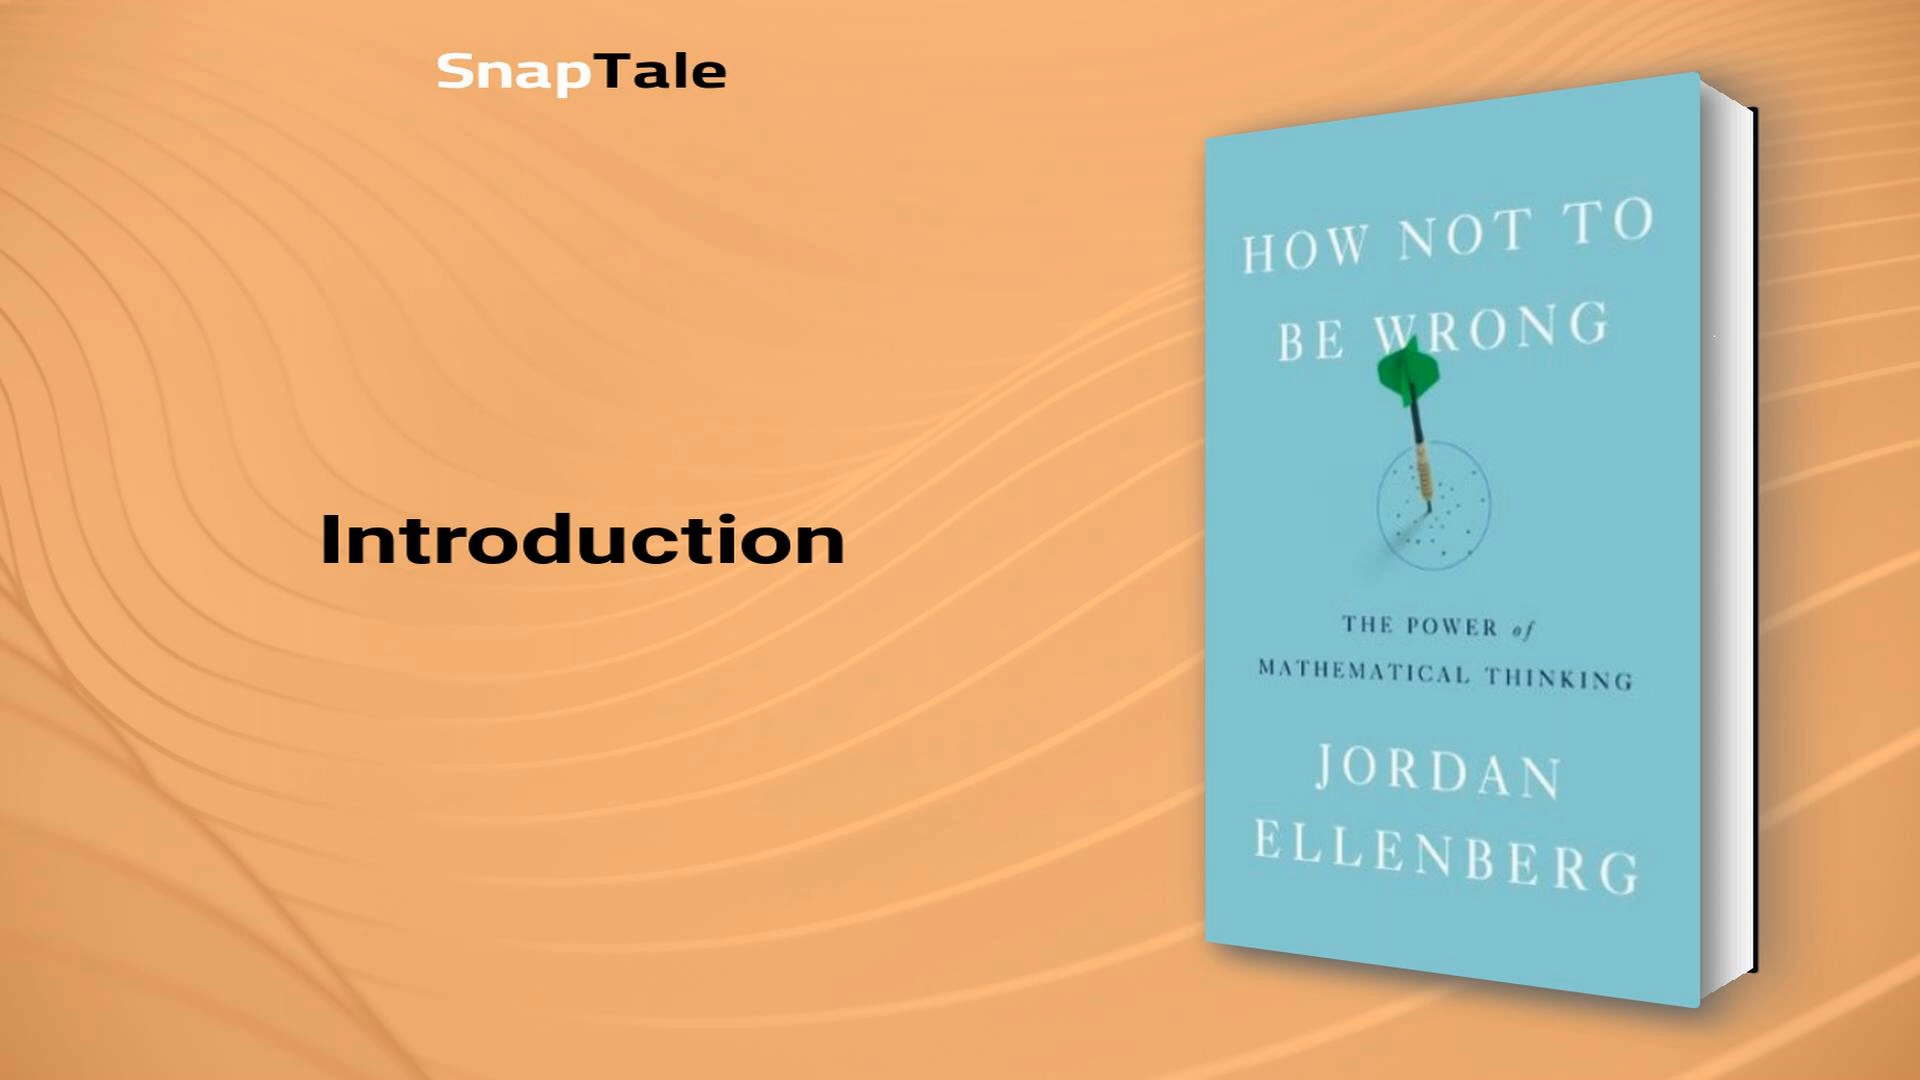 SnapTale
Introduction
HOW NOT TO
BE WRONG
THE POWER of
MATHEMATICAL THINKING
JORDAN
ELLENBERG